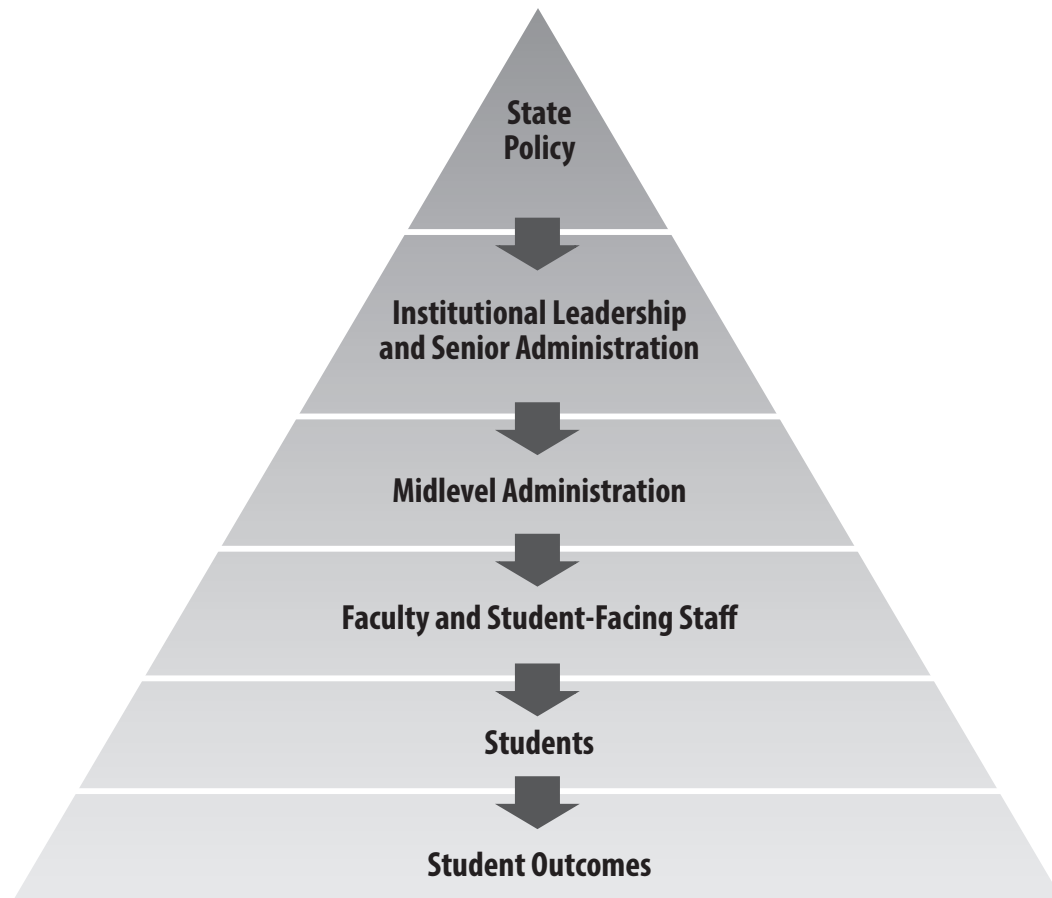 State
Policy
Institutional Leadership
and Senior Administration
Midlevel Administration
Faculty and Student-Facing Staff
Students
Student Outcomes